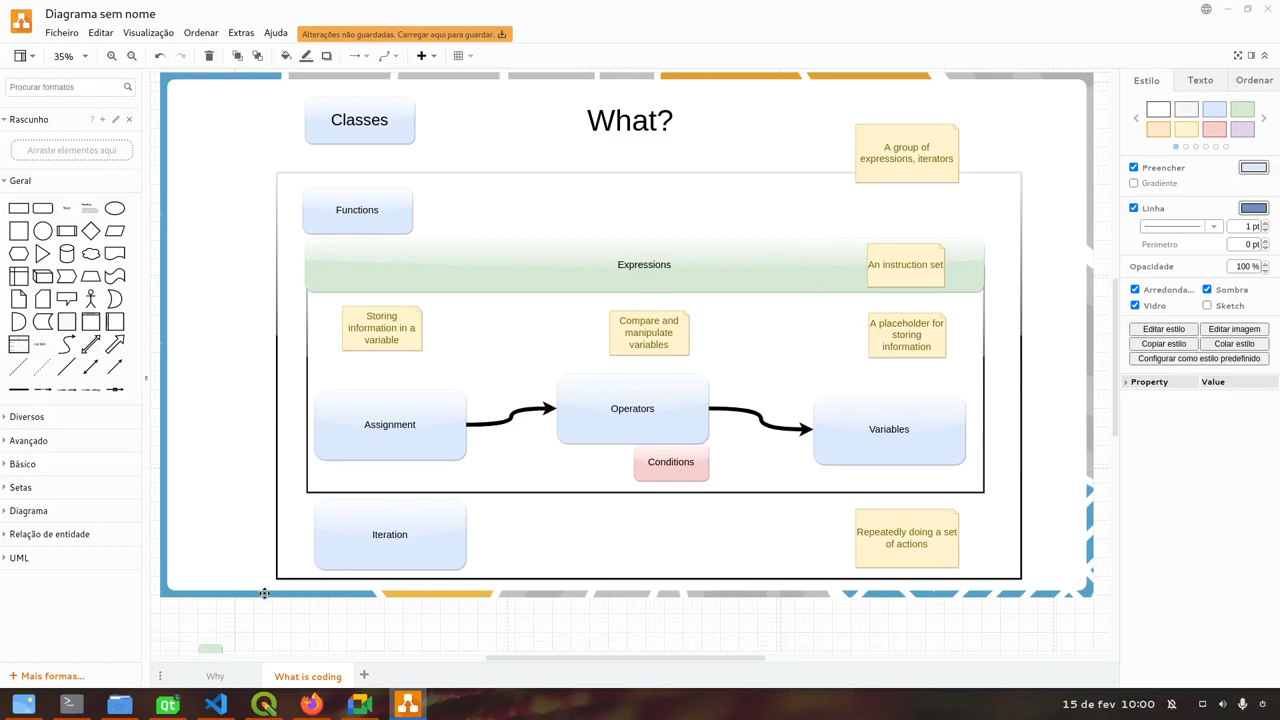 Diagrama sem nome
Ficheiro Editar Visualização Ordenar Extras Ajuda
Alterações não guardadas. Carregar aqui para guardar.
35%
Procurar formatos
Rascunho
?
Arraste elementos aqui
Geral
Text
Diversos
Avançado
Básico
Setas
Diagrama
Relação de entidade
UML
+ Mais formas...
Classes
What?
A group of
expressions, iterators
Functions
Expressions
An instruction set
Storing
information in a
variable
Compare and
manipulate
variables
A placeholder for
storing
information
Assignment
Operators
Variables
Conditions
Iteration
Repeatedly doing a set
of actions
Why
What is coding
Estilo Texto Ordenar
Preencher
Gradiente
Linha
1 pt
Perímetro
0 pt
Opacidade
100 %
Arredonda...
Sombra
Vidro
Sketch
Editar estilo
Editar imagem
Copiar estilo
Colar estilo
Configurar como estilo predefinido
Property
Value
Qt
15 de fev 10:00